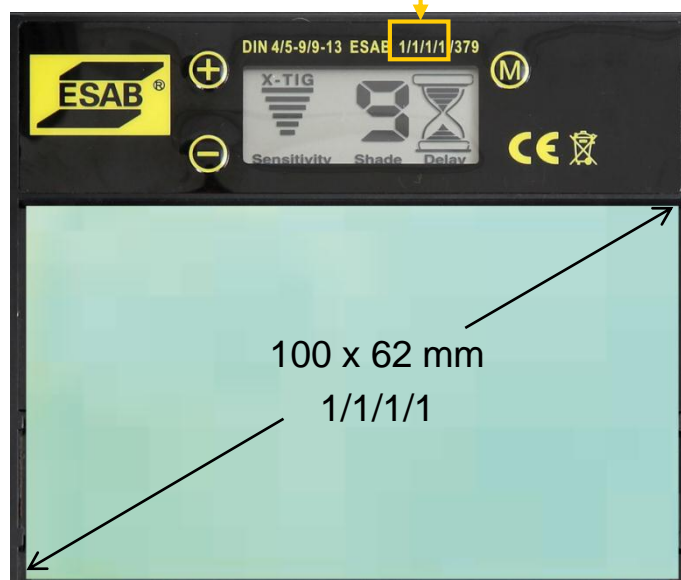 DIN 4/5-9/9-13 ESAB 1/1/1/1/379
ESAB ®
+
M
X-TIG
9
Sensitivity Shade Delay
−
CE
100 x 62 mm
1/1/1/1